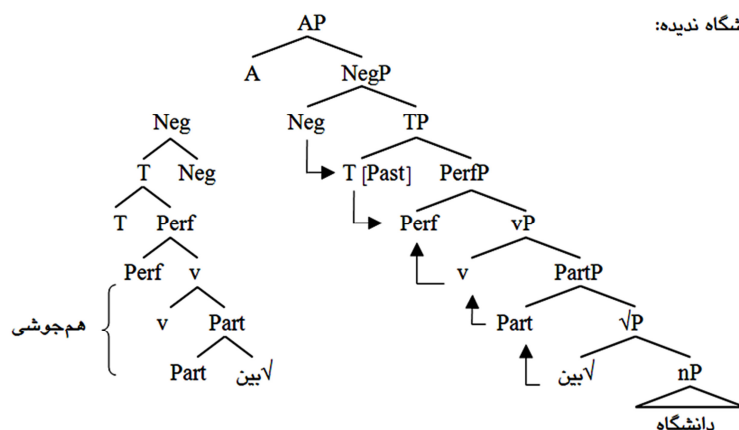 شگاه ندیده:
AP
A NegP
Neg Neg TP
T Neg T [Past] PerfP
T Perf Perf vP
Perf v v PartP
هم‌جوشی
v Part Part √P
Part √بین √بین nP
دانشگاه